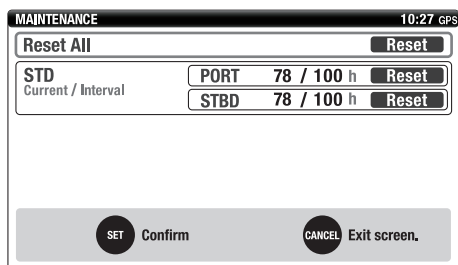 MAINTENANCE 10:27 GPS
Reset All Reset
STD PORT 78 / 100 h Reset
Current / Interval STBD 78 / 100 h Reset
SET Confirm CANCEL Exit screen.